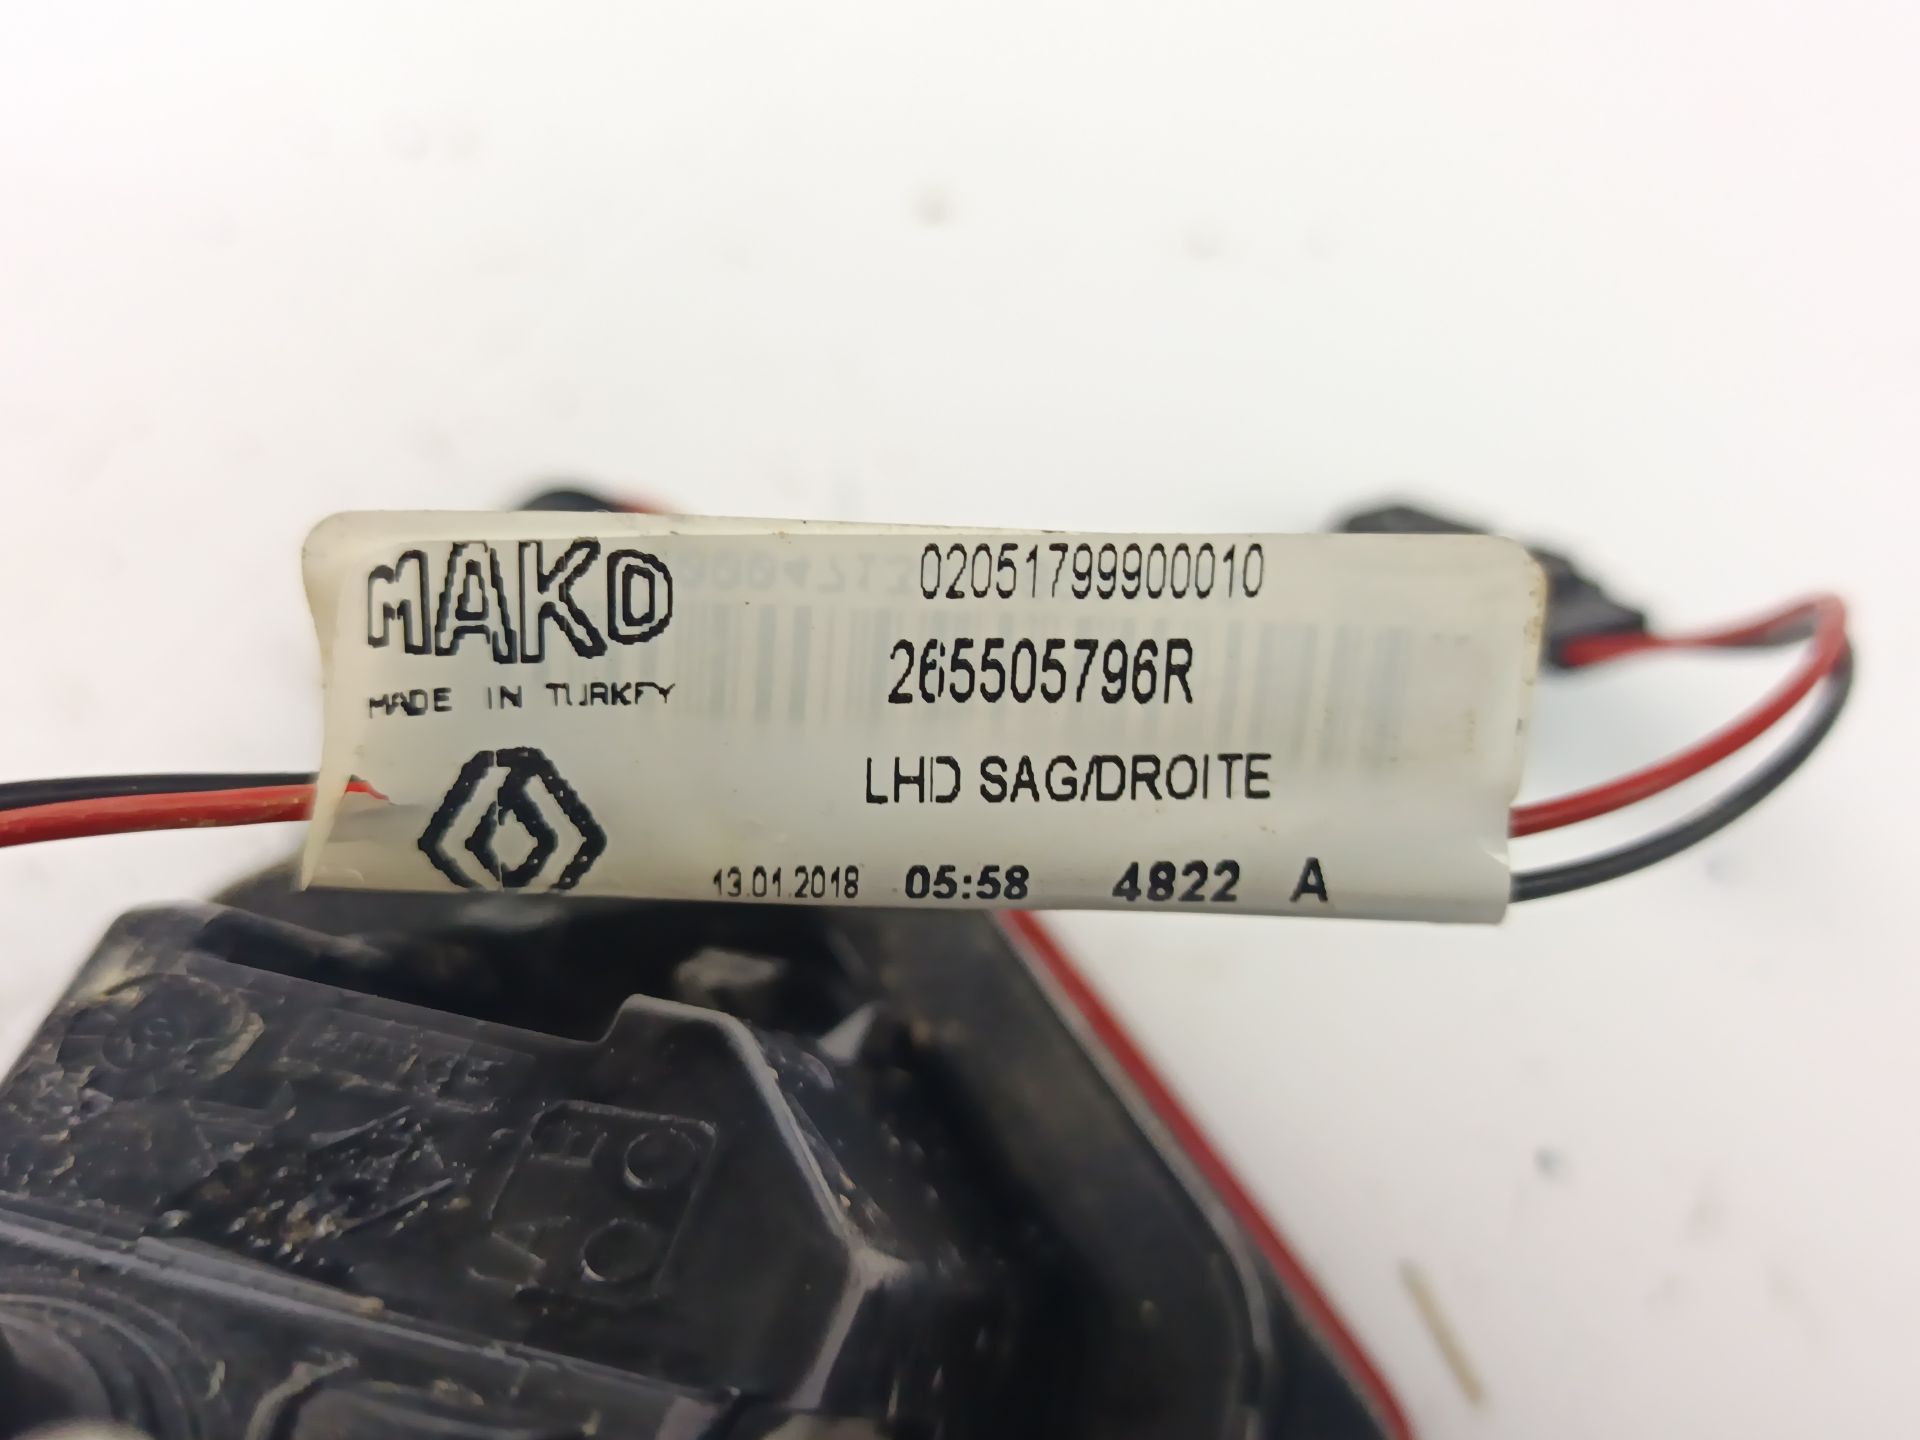 MAKO
MADE IN TURKEY
02051799900010
265505796R
LHD SAG/DROITE
13.01.2018 05:58 4822 A